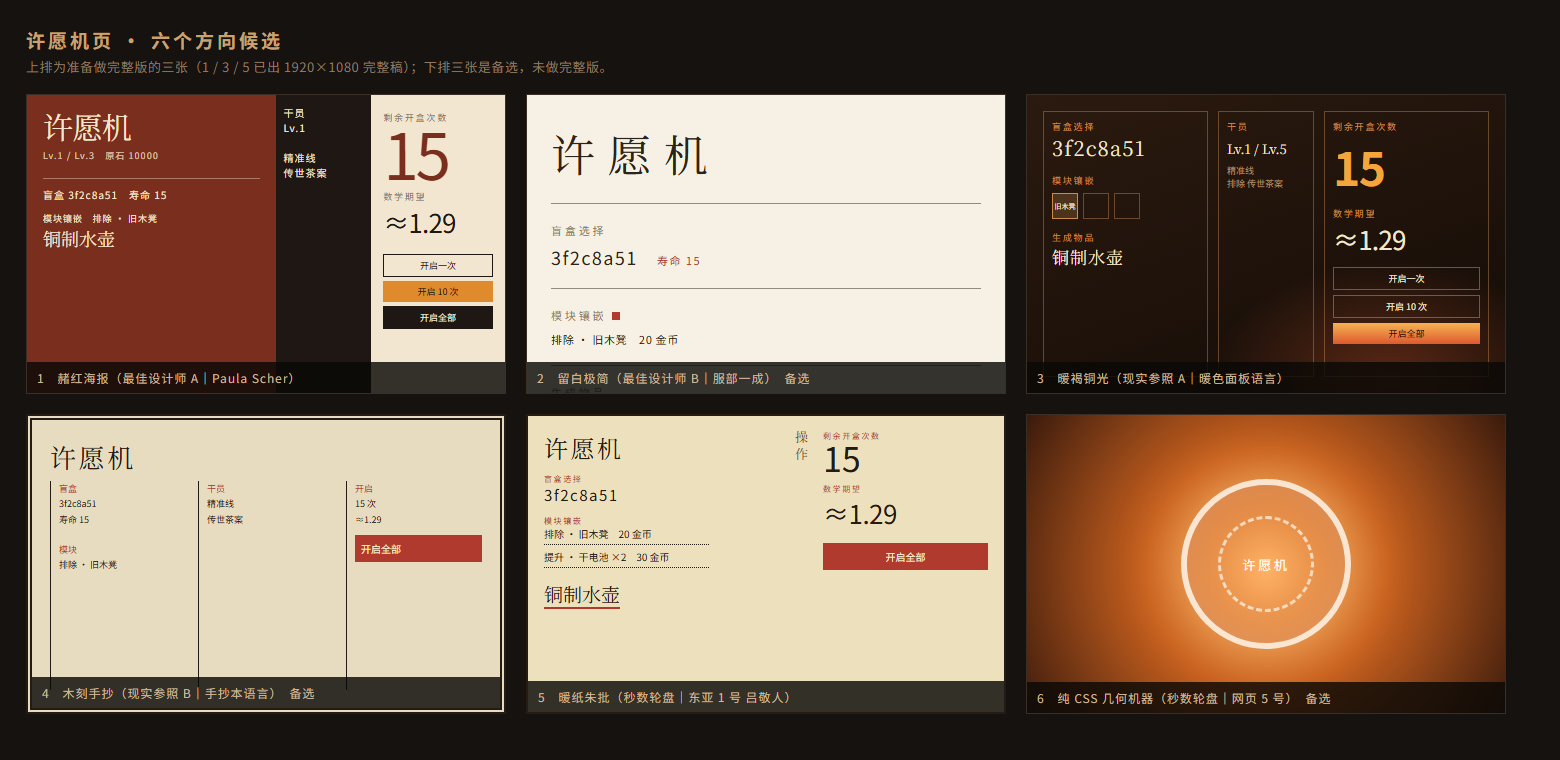 许愿机页 · 六个方向候选
上排为准备做完整版的三张（1 / 3 / 5 已出 1920×1080 完整稿）；下排三张是备选，未做完整版。
许愿机
Lv.1 / Lv.3 原石 10000
盲盒 3f2c8a51 寿命 15
模块镶嵌 排除 · 旧木凳
铜制水壶
干员
Lv.1
精准线
传世茶案
剩余开盒次数
15
数学期望
≈1.29
开启一次
开启 10 次
开启全部
1 赭红海报（最佳设计师 A｜Paula Scher）
许愿机
盲盒选择
3f2c8a51 寿命 15
模块镶嵌
排除 · 旧木凳 20 金币
2 留白极简（最佳设计师 B｜服部一成） 备选
盲盒选择
3f2c8a51
模块镶嵌
旧木凳
生成物品
铜制水壶
干员
Lv.1 / Lv.5
精准线
排除 传世茶案
剩余开盒次数
15
数学期望
≈1.29
开启一次
开启 10 次
开启全部
3 暖褐铜光（现实参照 A｜暖色面板语言）
许愿机
盲盒
3f2c8a51
寿命 15
模块
排除 · 旧木凳
干员
精准线
传世茶案
开启
15 次
≈1.29
开启全部
4 木刻手抄（现实参照 B｜手抄本语言） 备选
许愿机
盲盒选择
3f2c8a51
模块镶嵌
排除 · 旧木凳 20 金币
提升 · 干电池 ×2 30 金币
铜制水壶
操作
剩余开盒次数
15
数学期望
≈1.29
开启全部
5 暖纸朱批（秒数轮盘｜东亚 1 号 吕敬人）
许愿机
6 纯 CSS 几何机器（秒数轮盘｜网页 5 号） 备选